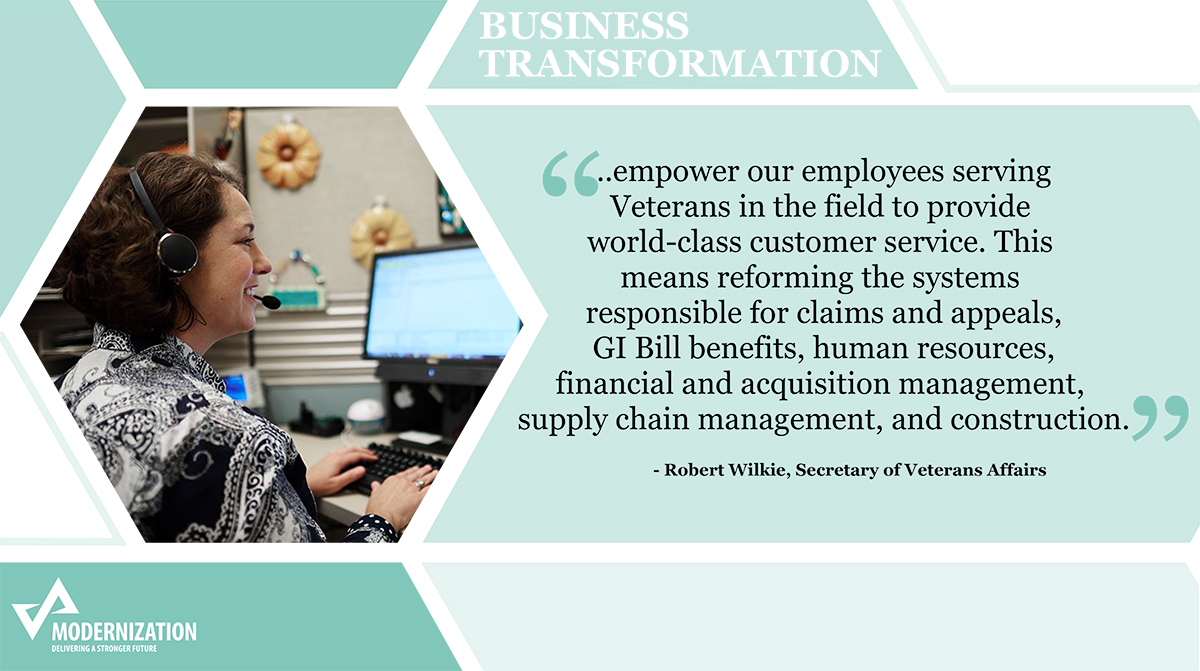 BUSINESS
TRANSFORMATION
“..empower our employees serving
Veterans in the field to provide
world-class customer service. This
means reforming the systems
responsible for claims and appeals,
GI Bill benefits, human resources,
financial and acquisition management,
supply chain management, and construction.”
- Robert Wilkie, Secretary of Veterans Affairs
MODERNIZATION
DELIVERING A STRONGER FUTURE